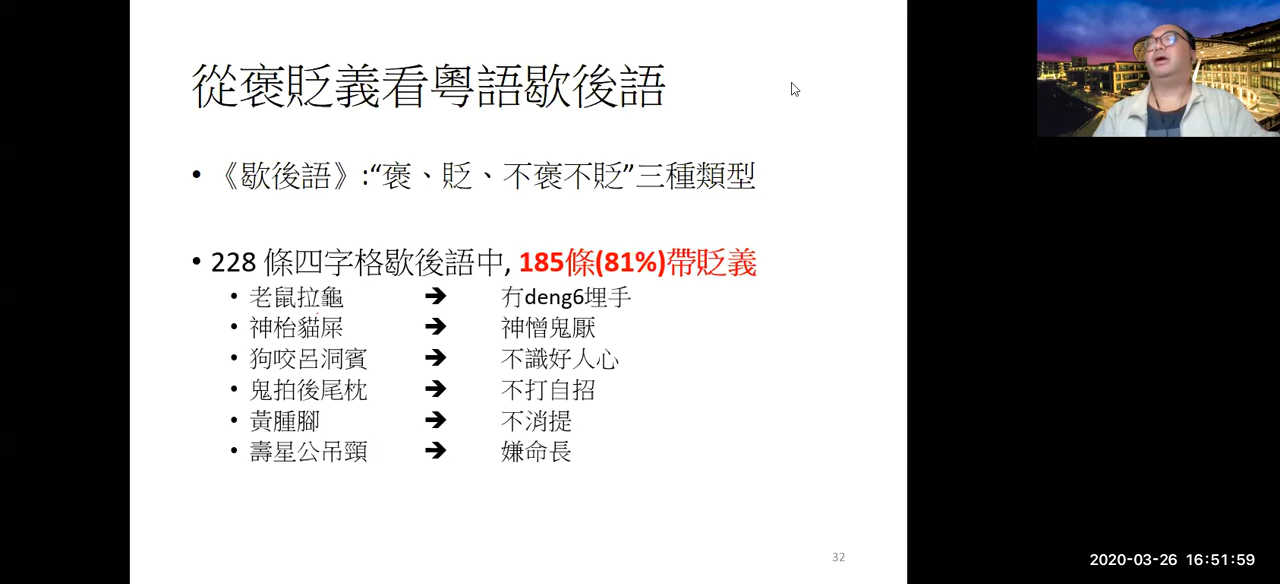 從褒貶義看粵語歇後語
• 《歇後語》:“褒、貶、不褒不貶”三種類型
• 228 條四字格歇後語中, 185條(81%)帶貶義
• 老鼠拉龜 ➔ 冇deng6埋手
• 神枱貓屎 ➔ 神憎鬼厭
• 狗咬呂洞賓 ➔ 不識好人心
• 鬼拍後尾枕 ➔ 不打自招
• 黃腫腳 ➔ 不消提
• 壽星公吊頸 ➔ 嫌命長
32
2020-03-26 16:51:59